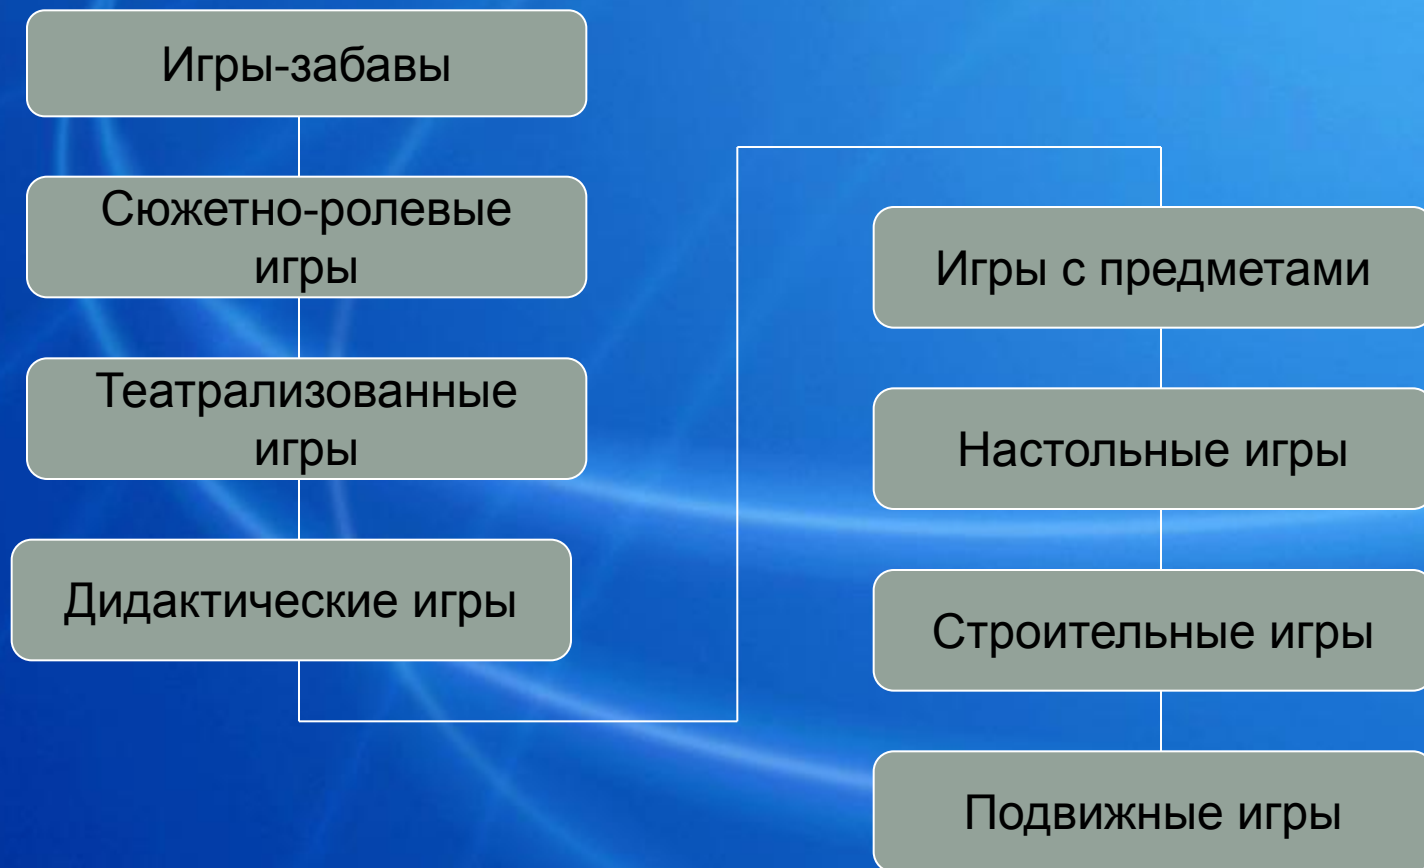 Игры-забавы
Сюжетно-ролевые
игры
Театрализованные
игры
Дидактические игры
Игры с предметами
Настольные игры
Строительные игры
Подвижные игры